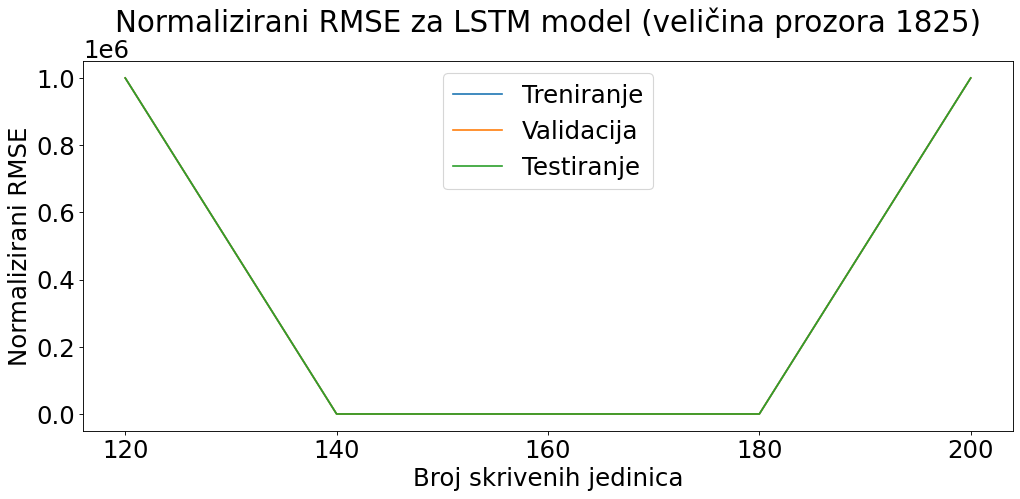 Normalizirani RMSE za LSTM model (veličina prozora 1825)
1e6
Normalizirani RMSE
1.0
0.8
0.6
0.4
0.2
0.0
Treniranje
Validacija
Testiranje
120 140 160 180 200
Broj skrivenih jedinica